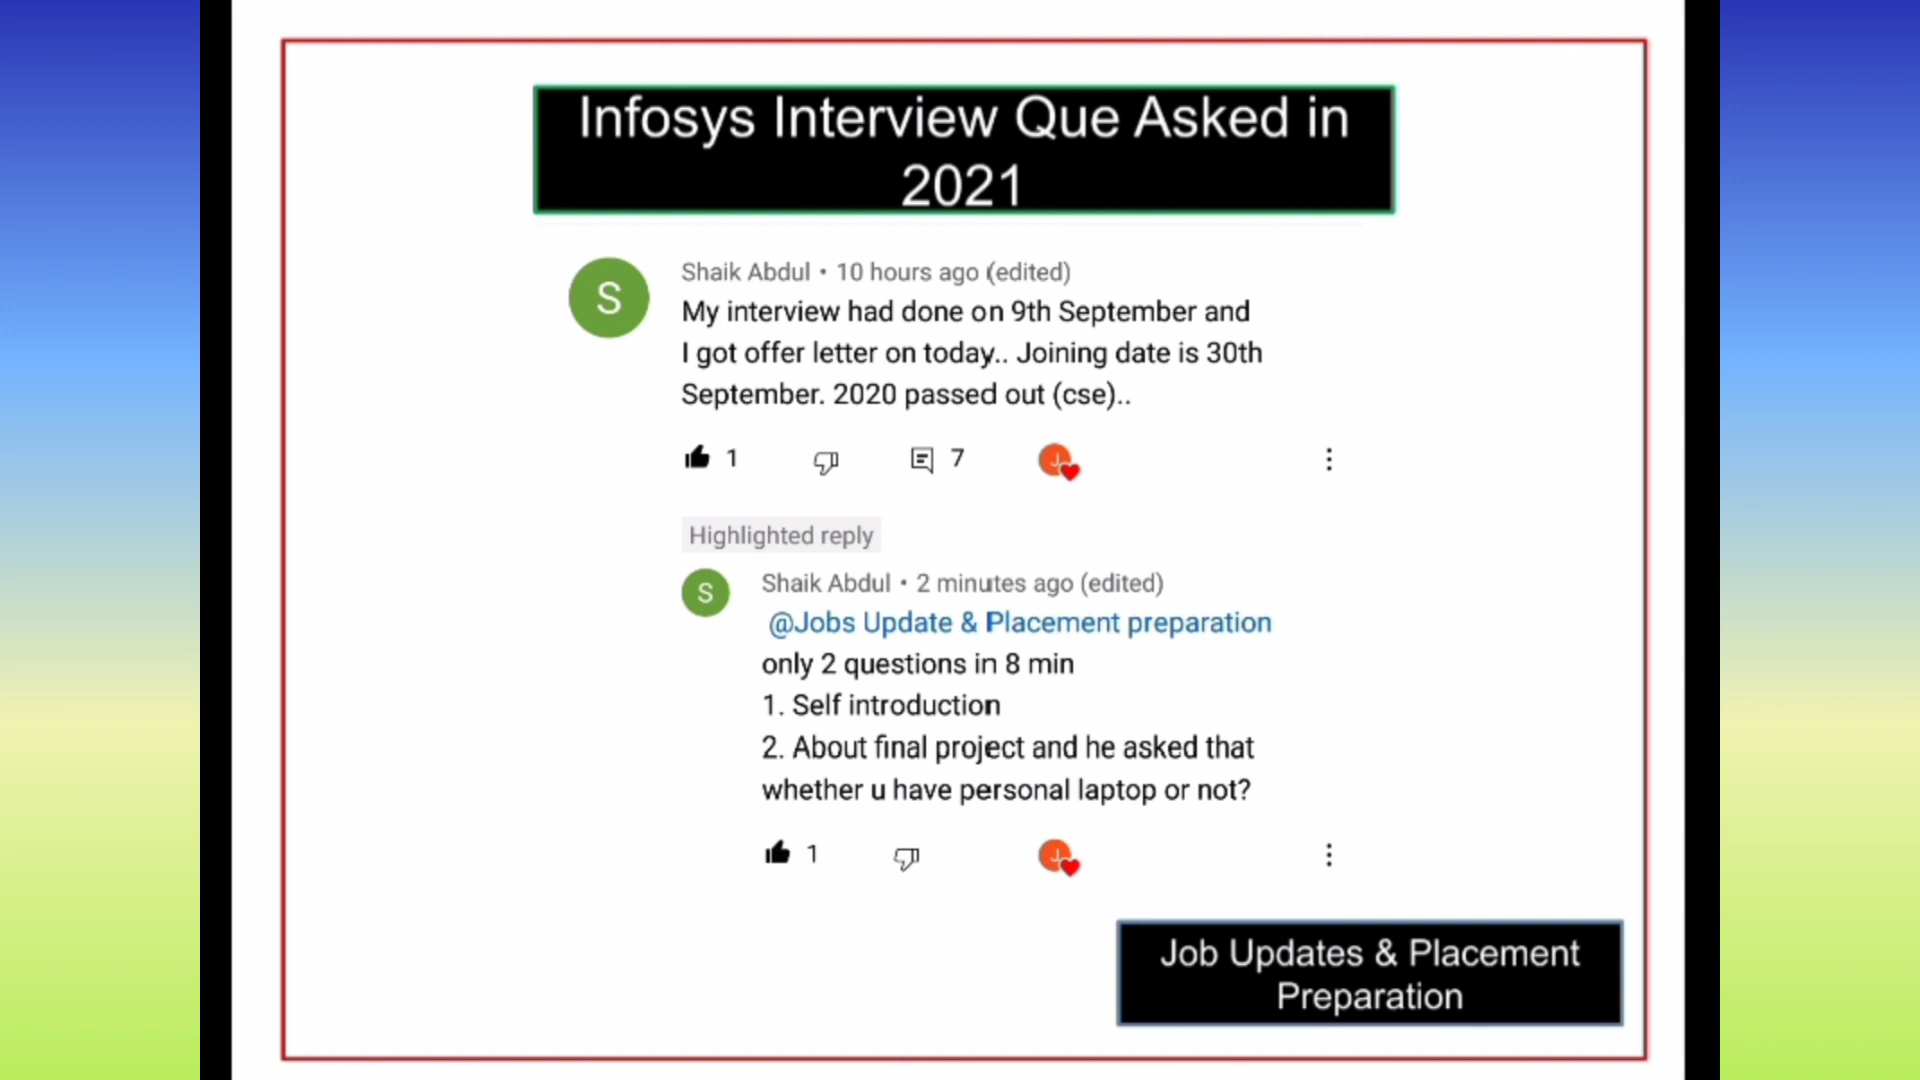 Infosys Interview Que Asked in
2021
S
Shaik Abdul • 10 hours ago (edited)
My interview had done on 9th September and
I got offer letter on today.. Joining date is 30th
September. 2020 passed out (cse)..
1
7
J
Highlighted reply
S
Shaik Abdul • 2 minutes ago (edited)
@Jobs Update & Placement preparation
only 2 questions in 8 min
1. Self introduction
2. About final project and he asked that
whether u have personal laptop or not?
1
J
Job Updates & Placement
Preparation